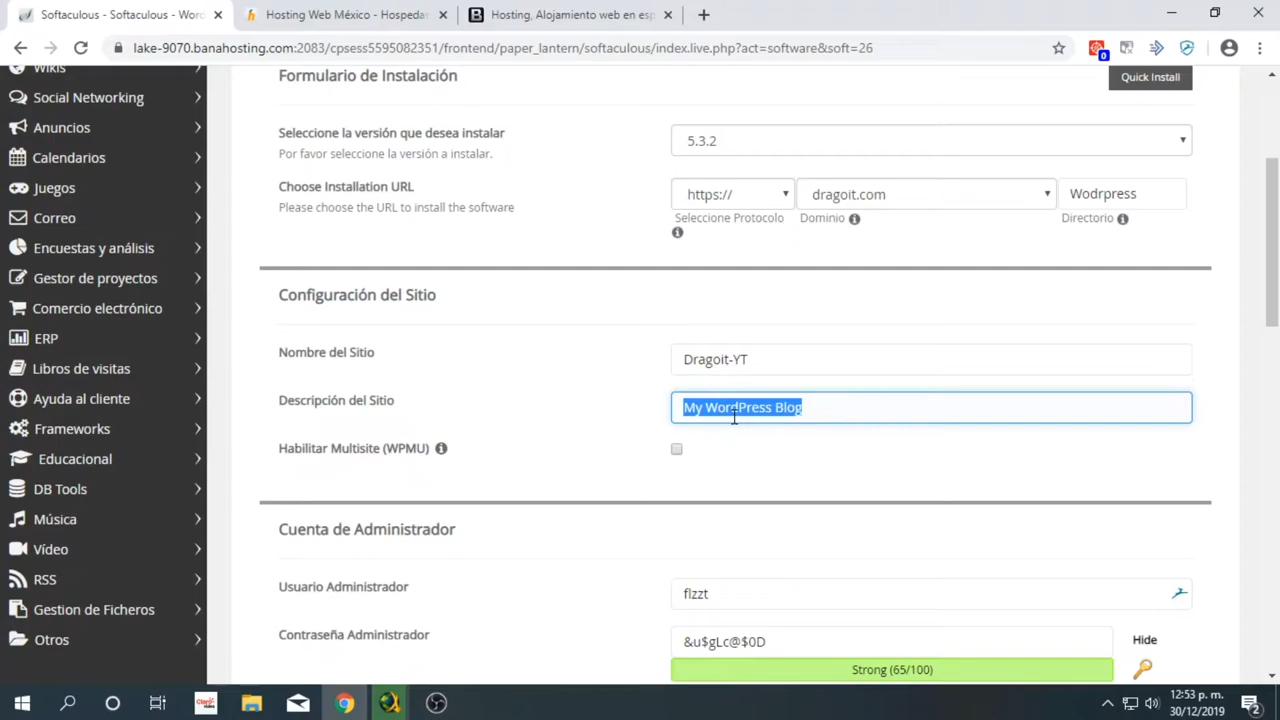 Softaculous - Softaculous - Wor
Hosting Web México - Hospedaj
Hosting, Alojamiento web en esp
lake-9070.banahosting.com:2083/cpsess5595082351/frontend/paper_lantern/softaculous/index.live.php?act=software&soft=26
0
Wikis
Social Networking
Anuncios
Calendarios
Juegos
Correo
Encuestas y análisis
Gestor de proyectos
Comercio electrónico
ERP
Libros de visitas
Ayuda al cliente
Frameworks
Educacional
DB Tools
Música
Vídeo
RSS
Gestion de Ficheros
Otros
Formulario de Instalación
Quick Install
Seleccione la versión que desea instalar
Por favor seleccione la versión a instalar.
5.3.2
Choose Installation URL
Please choose the URL to install the software
https://
dragoit.com
Wodrpress
Seleccione Protocolo
Dominio
Directorio
Configuración del Sitio
Nombre del Sitio
Dragoit-YT
Descripción del Sitio
My WordPress Blog
Habilitar Multisite (WPMU)
Cuenta de Administrador
Usuario Administrador
flzzt
Contraseña Administrador
&u$gLc@$0D
Hide
Strong (65/100)
Claro
video
12:53 p. m.
30/12/2019
2